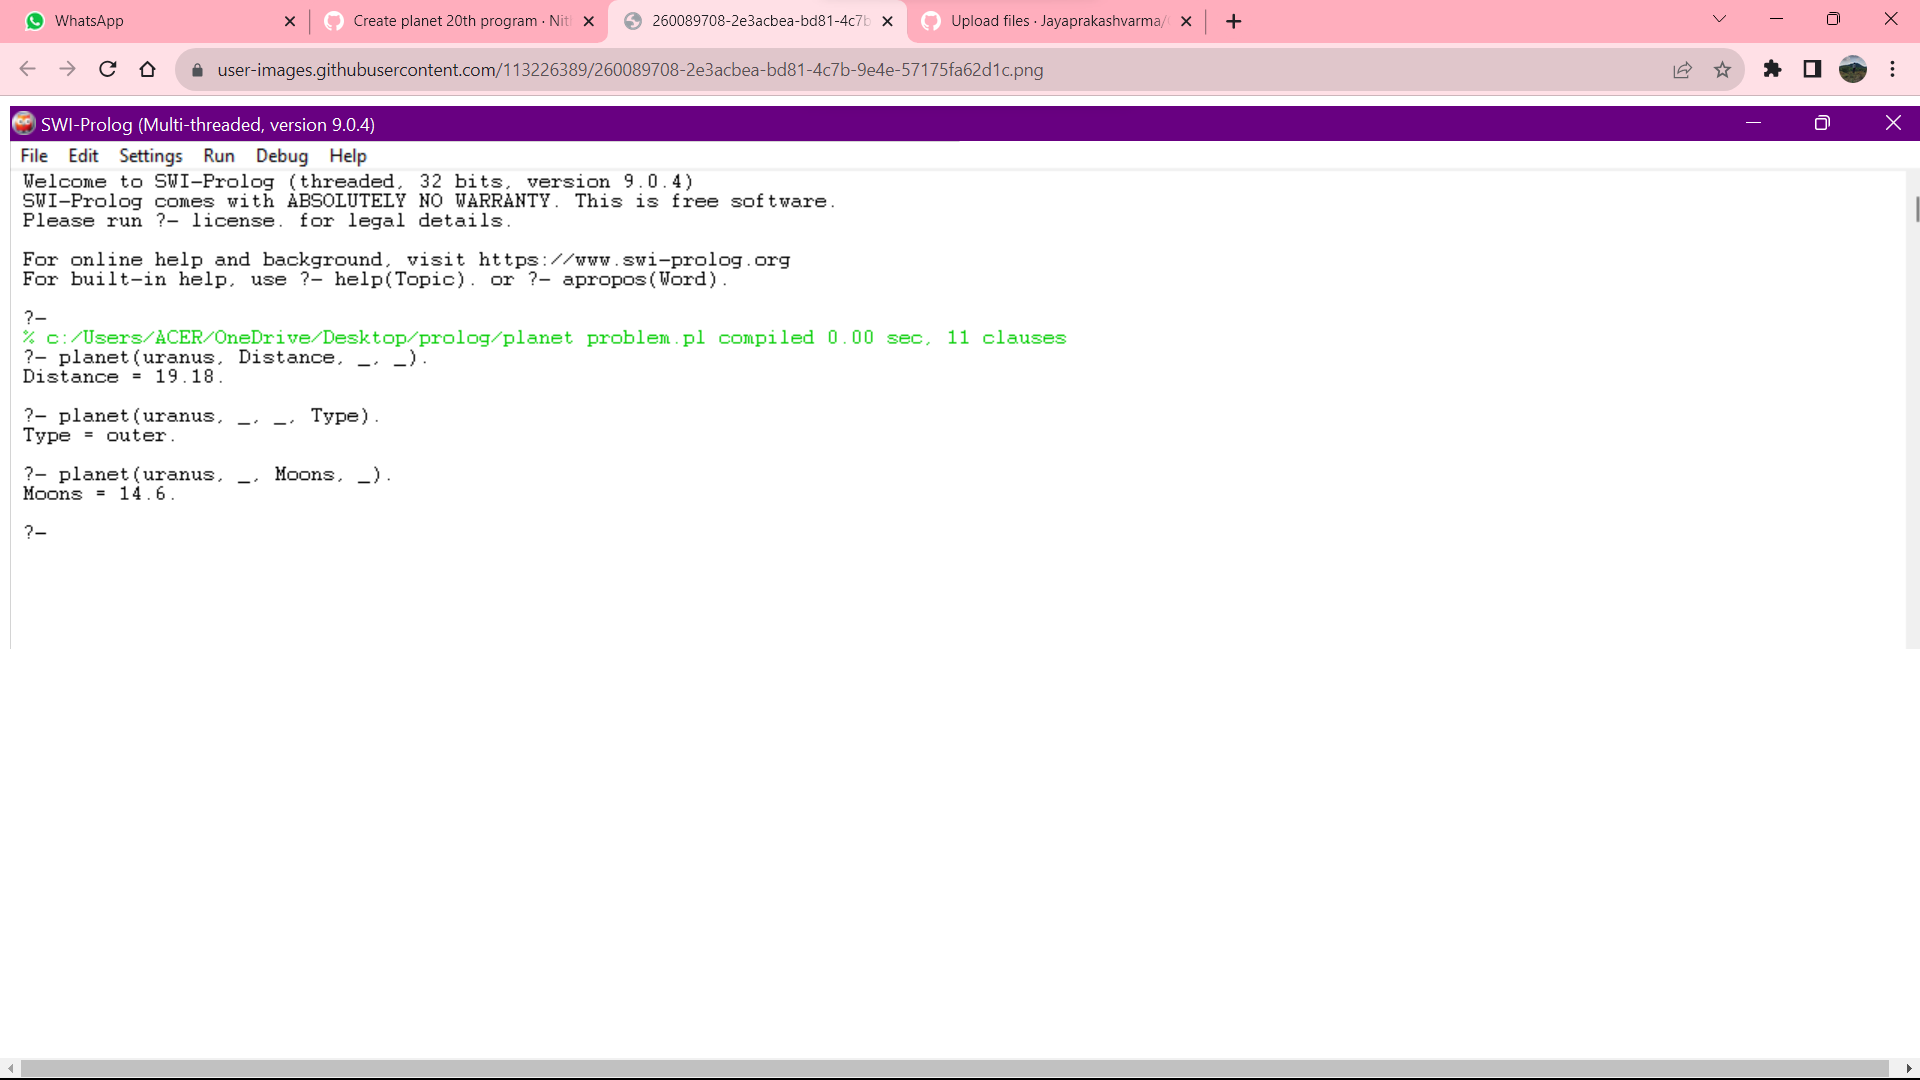 WhatsApp
Create planet 20th program · Nit
260089708-2e3acbea-bd81-4c7b
Upload files · Jayaprakashvarma/
user-images.githubusercontent.com/113226389/260089708-2e3acbea-bd81-4c7b-9e4e-57175fa62d1c.png
SWI-Prolog (Multi-threaded, version 9.0.4)
File Edit Settings Run Debug Help
Welcome to SWI-Prolog (threaded, 32 bits, version 9.0.4)
SWI-Prolog comes with ABSOLUTELY NO WARRANTY. This is free software.
Please run ?- license. for legal details.
For online help and background, visit https://www.swi-prolog.org
For built-in help, use ?- help(Topic). or ?- apropos(Word).
?-
% c:/Users/ACER/OneDrive/Desktop/prolog/planet problem.pl compiled 0.00 sec, 11 clauses
?- planet(uranus, Distance, _, _).
Distance = 19.18.
?- planet(uranus, _, _, Type).
Type = outer.
?- planet(uranus, _, Moons, _).
Moons = 14.6.
?-